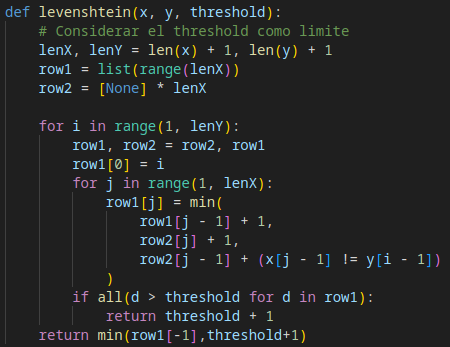 def levenshtein(x, y, threshold):
    # Considerar el threshold como limite
    lenX, lenY = len(x) + 1, len(y) + 1
    row1 = list(range(lenX))
    row2 = [None] * lenX

    for i in range(1, lenY):
        row1, row2 = row2, row1
        row1[0] = i
        for j in range(1, lenX):
            row1[j] = min(
                row1[j - 1] + 1,
                row2[j] + 1,
                row2[j - 1] + (x[j - 1] != y[i - 1])
            )
        if all(d > threshold for d in row1):
            return threshold + 1
    return min(row1[-1],threshold+1)